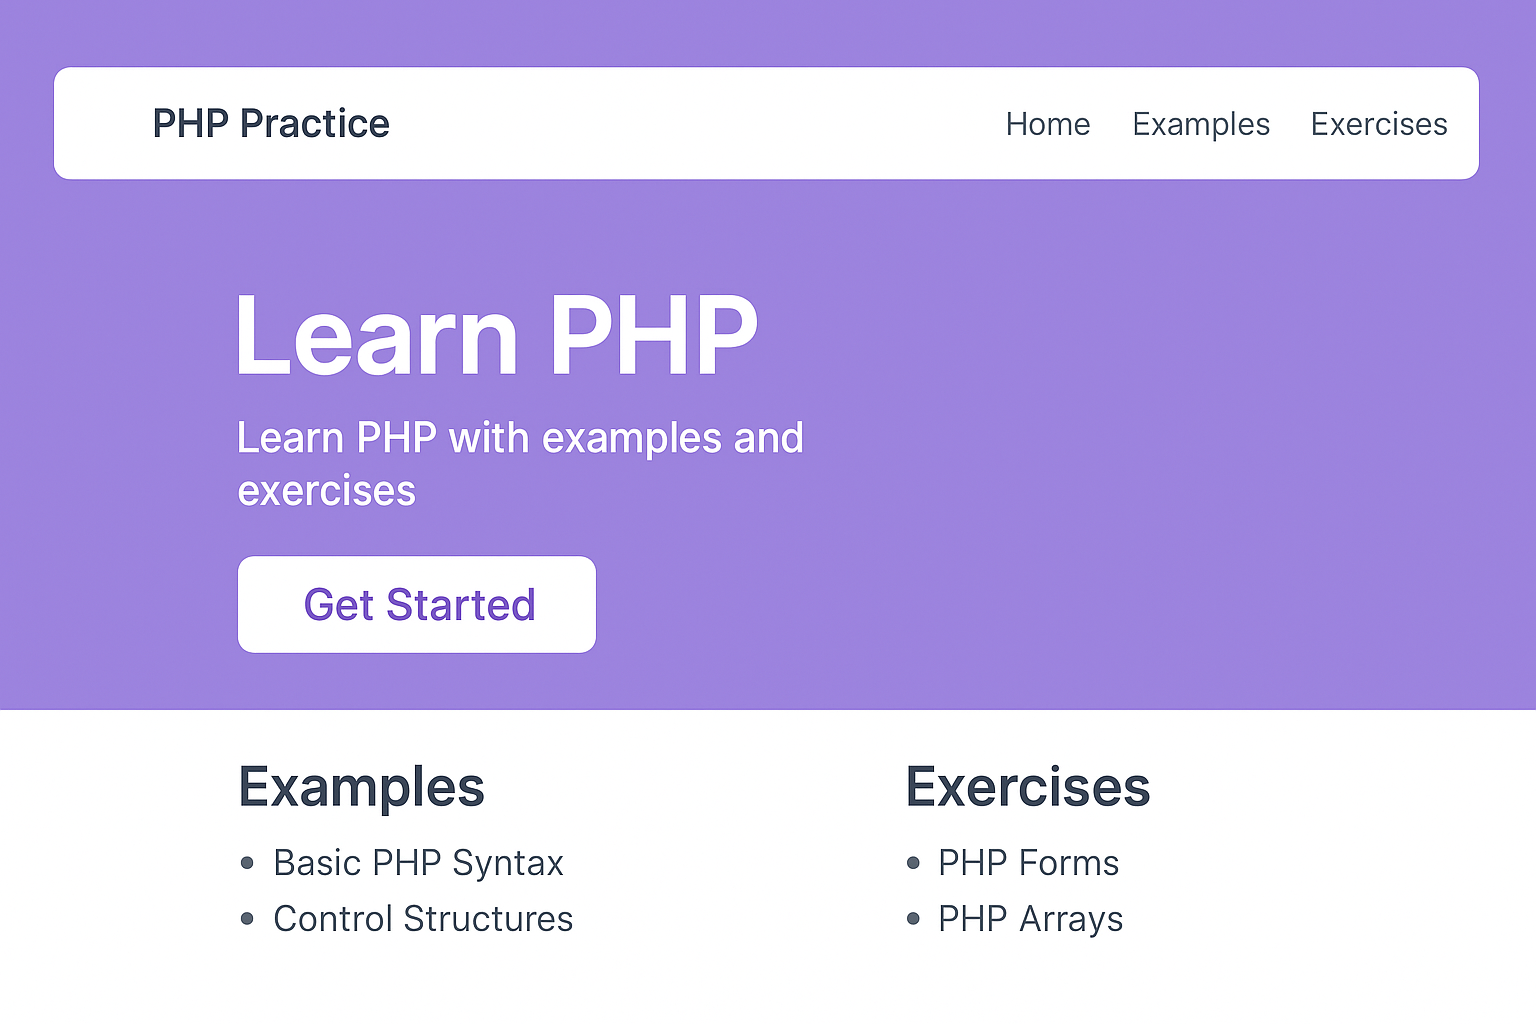 PHP Practice
Home Examples Exercises
Learn PHP
Learn PHP with examples and
exercises
Get Started
Examples
• Basic PHP Syntax
• Control Structures
Exercises
• PHP Forms
• PHP Arrays